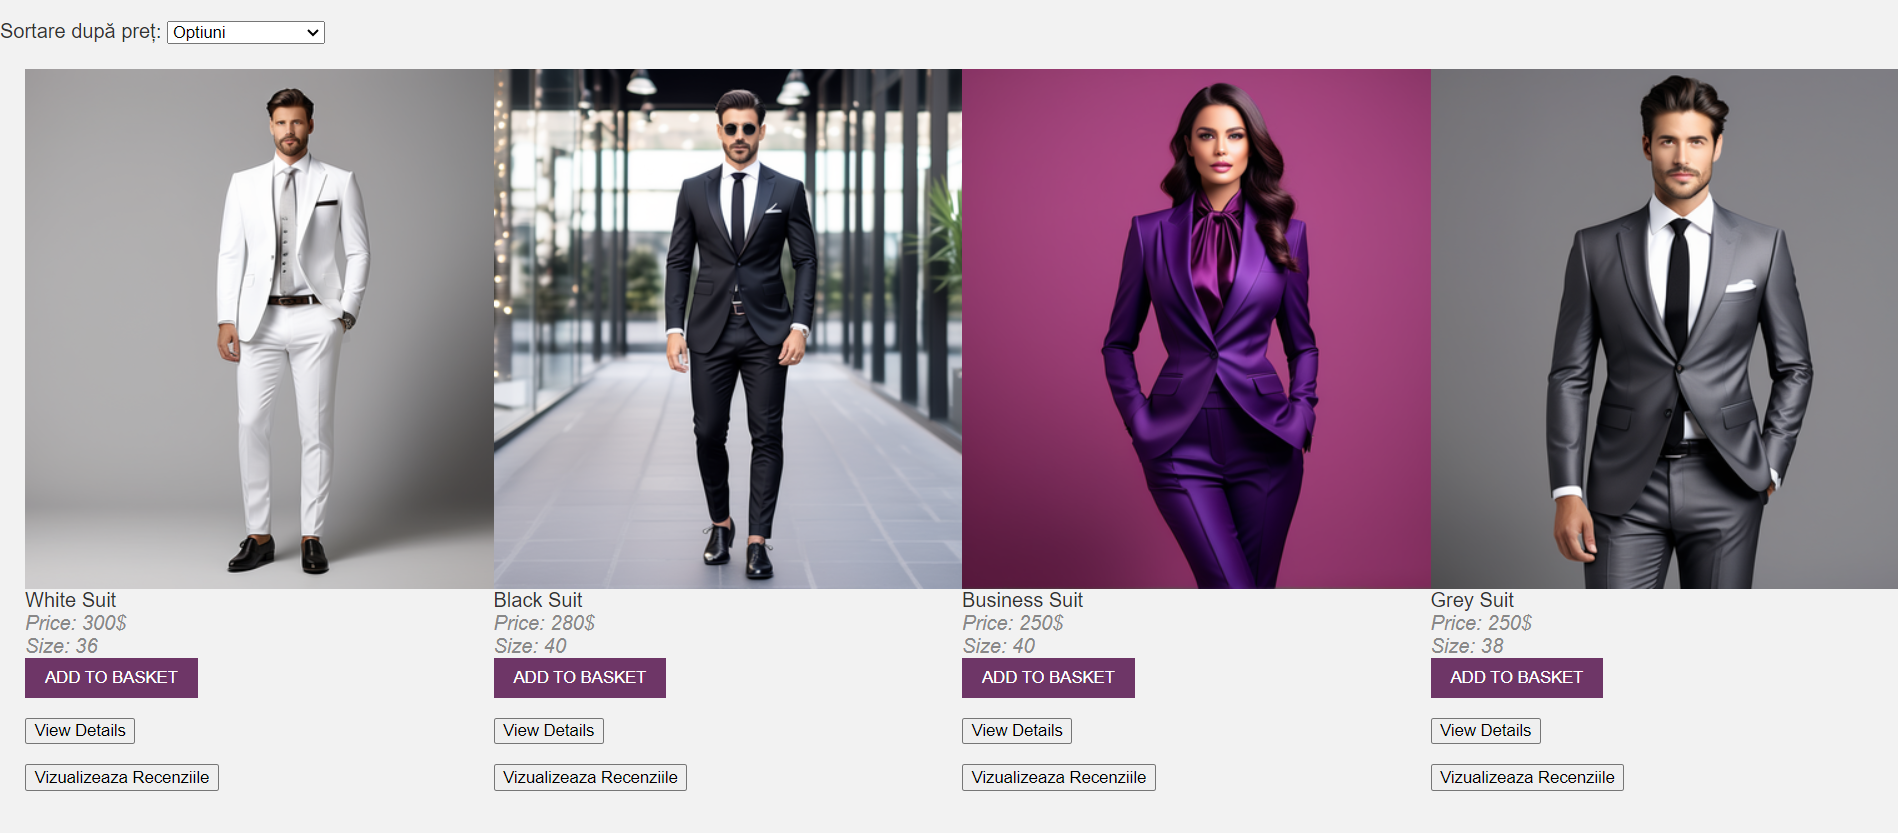 Sortare după preț: Optiuni
White Suit
Price: 300$
Size: 36
ADD TO BASKET
View Details
Vizualizeaza Recenziile
Black Suit
Price: 280$
Size: 40
ADD TO BASKET
View Details
Vizualizeaza Recenziile
Business Suit
Price: 250$
Size: 40
ADD TO BASKET
View Details
Vizualizeaza Recenziile
Grey Suit
Price: 250$
Size: 38
ADD TO BASKET
View Details
Vizualizeaza Recenziile